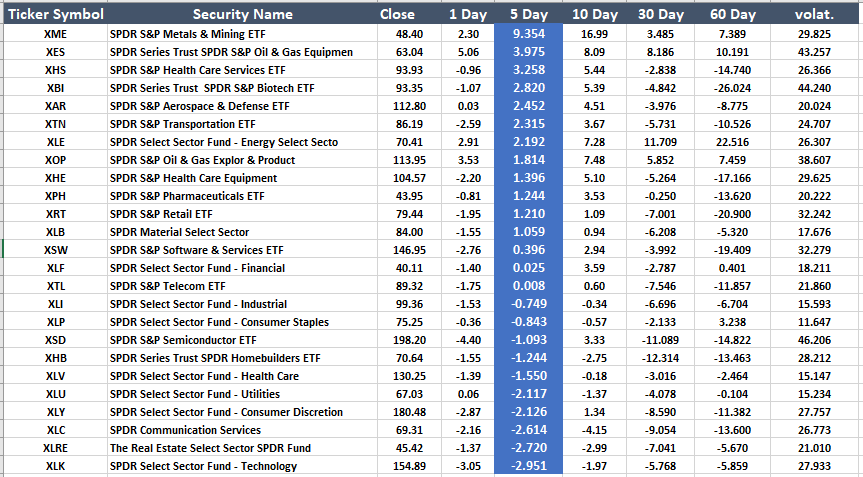 Ticker Symbol Security Name Close 1 Day 5 Day 10 Day 30 Day 60 Day volat.
XME SPDR S&P Metals & Mining ETF 48.40 2.30 9.354 16.99 3.485 7.389 29.825
XES SPDR Series Trust SPDR S&P Oil & Gas Equipmen 63.04 5.06 3.975 8.09 8.186 10.191 43.257
XHS SPDR S&P Health Care Services ETF 93.93 -0.96 3.258 5.44 -2.838 -14.740 26.366
XBI SPDR Series Trust SPDR S&P Biotech ETF 93.35 -1.07 2.820 5.39 -4.842 -26.024 44.240
XAR SPDR S&P Aerospace & Defense ETF 112.80 0.03 2.452 4.51 -3.976 -8.775 20.024
XTN SPDR S&P Transportation ETF 86.19 -2.59 2.315 3.67 -5.731 -10.526 24.707
XLE SPDR Select Sector Fund - Energy Select Secto 70.41 2.91 2.192 7.28 11.709 22.516 26.307
XOP SPDR S&P Oil & Gas Explor & Product 113.95 3.53 1.814 7.48 5.852 7.459 38.607
XHE SPDR S&P Health Care Equipment 104.57 -2.20 1.396 5.10 -5.264 -17.166 29.625
XPH SPDR S&P Pharmaceuticals ETF 43.95 -0.81 1.244 3.53 -0.250 -13.620 20.222
XRT SPDR S&P Retail ETF 79.44 -1.95 1.210 1.09 -7.001 -20.900 32.242
XLB SPDR Material Select Sector 84.00 -1.55 1.059 0.94 -6.208 -5.320 17.676
XSW SPDR S&P Software & Services ETF 146.95 -2.76 0.396 2.94 -3.992 -19.409 32.279
XLF SPDR Select Sector Fund - Financial 40.11 -1.40 0.025 3.59 -2.787 0.401 18.211
XTL SPDR S&P Telecom ETF 89.32 -1.75 0.008 0.60 -7.546 -11.857 21.860
XLI SPDR Select Sector Fund - Industrial 99.36 -1.53 -0.749 -0.34 -6.696 -6.704 15.593
XLP SPDR Select Sector Fund - Consumer Staples 75.25 -0.36 -0.843 -0.57 -2.133 3.238 11.647
XSD SPDR S&P Semiconductor ETF 198.20 -4.40 -1.093 3.33 -11.089 -14.822 46.206
XHB SPDR Series Trust SPDR Homebuilders ETF 70.64 -1.55 -1.244 -2.75 -12.314 -13.463 28.212
XLV SPDR Select Sector Fund - Health Care 130.25 -1.39 -1.550 -0.18 -3.016 -2.464 15.147
XLU SPDR Select Sector Fund - Utilities 67.03 0.06 -2.117 -1.37 -4.078 -0.104 15.234
XLY SPDR Select Sector Fund - Consumer Discretion 180.48 -2.87 -2.126 1.34 -8.590 -11.382 27.757
XLC SPDR Communication Services 69.31 -2.16 -2.614 -4.15 -9.054 -13.600 26.773
XLRE The Real Estate Select Sector SPDR Fund 45.42 -1.37 -2.720 -2.99 -7.041 -5.670 21.010
XLK SPDR Select Sector Fund - Technology 154.89 -3.05 -2.951 -1.97 -5.768 -5.859 27.933